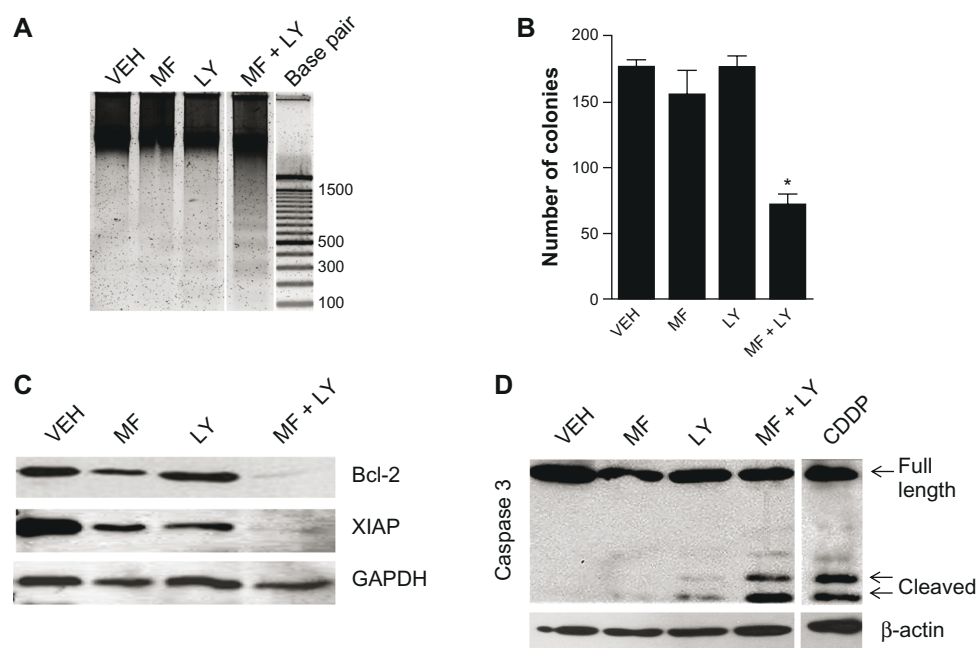 A
VEH MF LY MF + LY Base pair
1500
500
300
100
B
Number of colonies
200
150
100
50
0
*
VEH MF LY MF + LY
C
VEH MF LY MF + LY
Bcl-2
XIAP
GAPDH
D
VEH MF LY MF + LY CDDP
Caspase 3
Full
length
Cleaved
β-actin